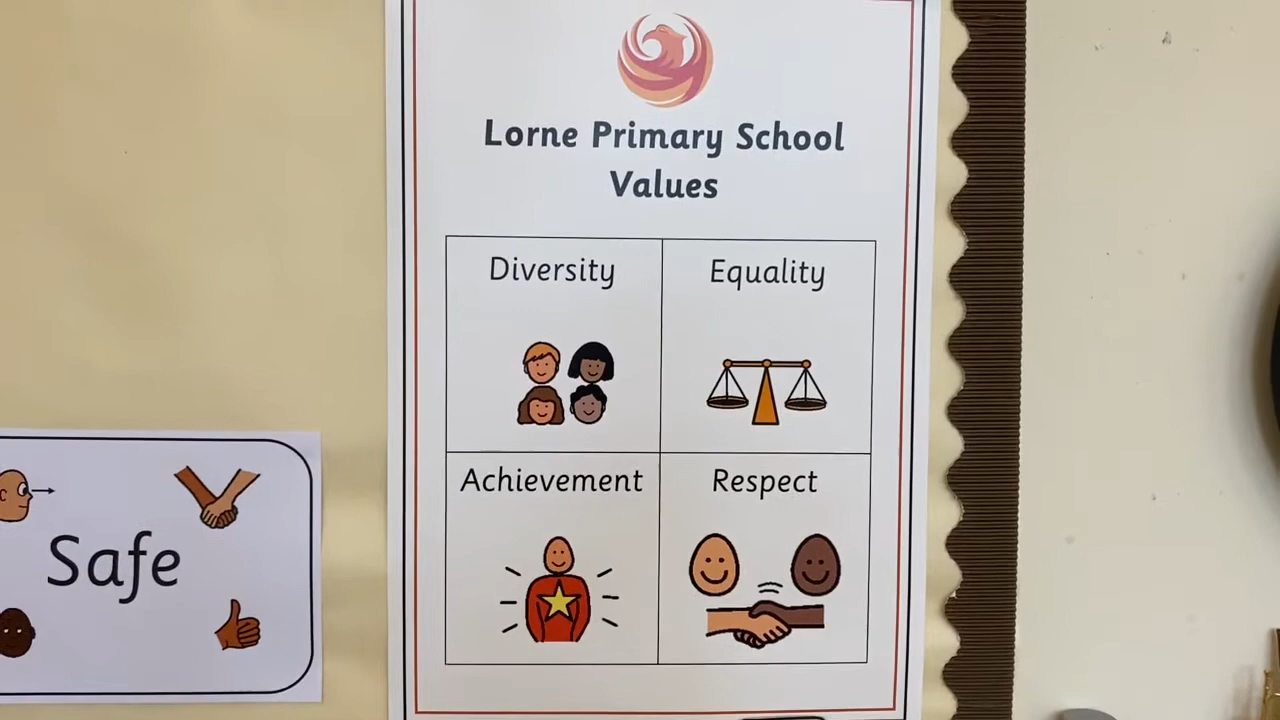 Lorne Primary School
Values
Diversity
Equality
Achievement
Respect
Safe